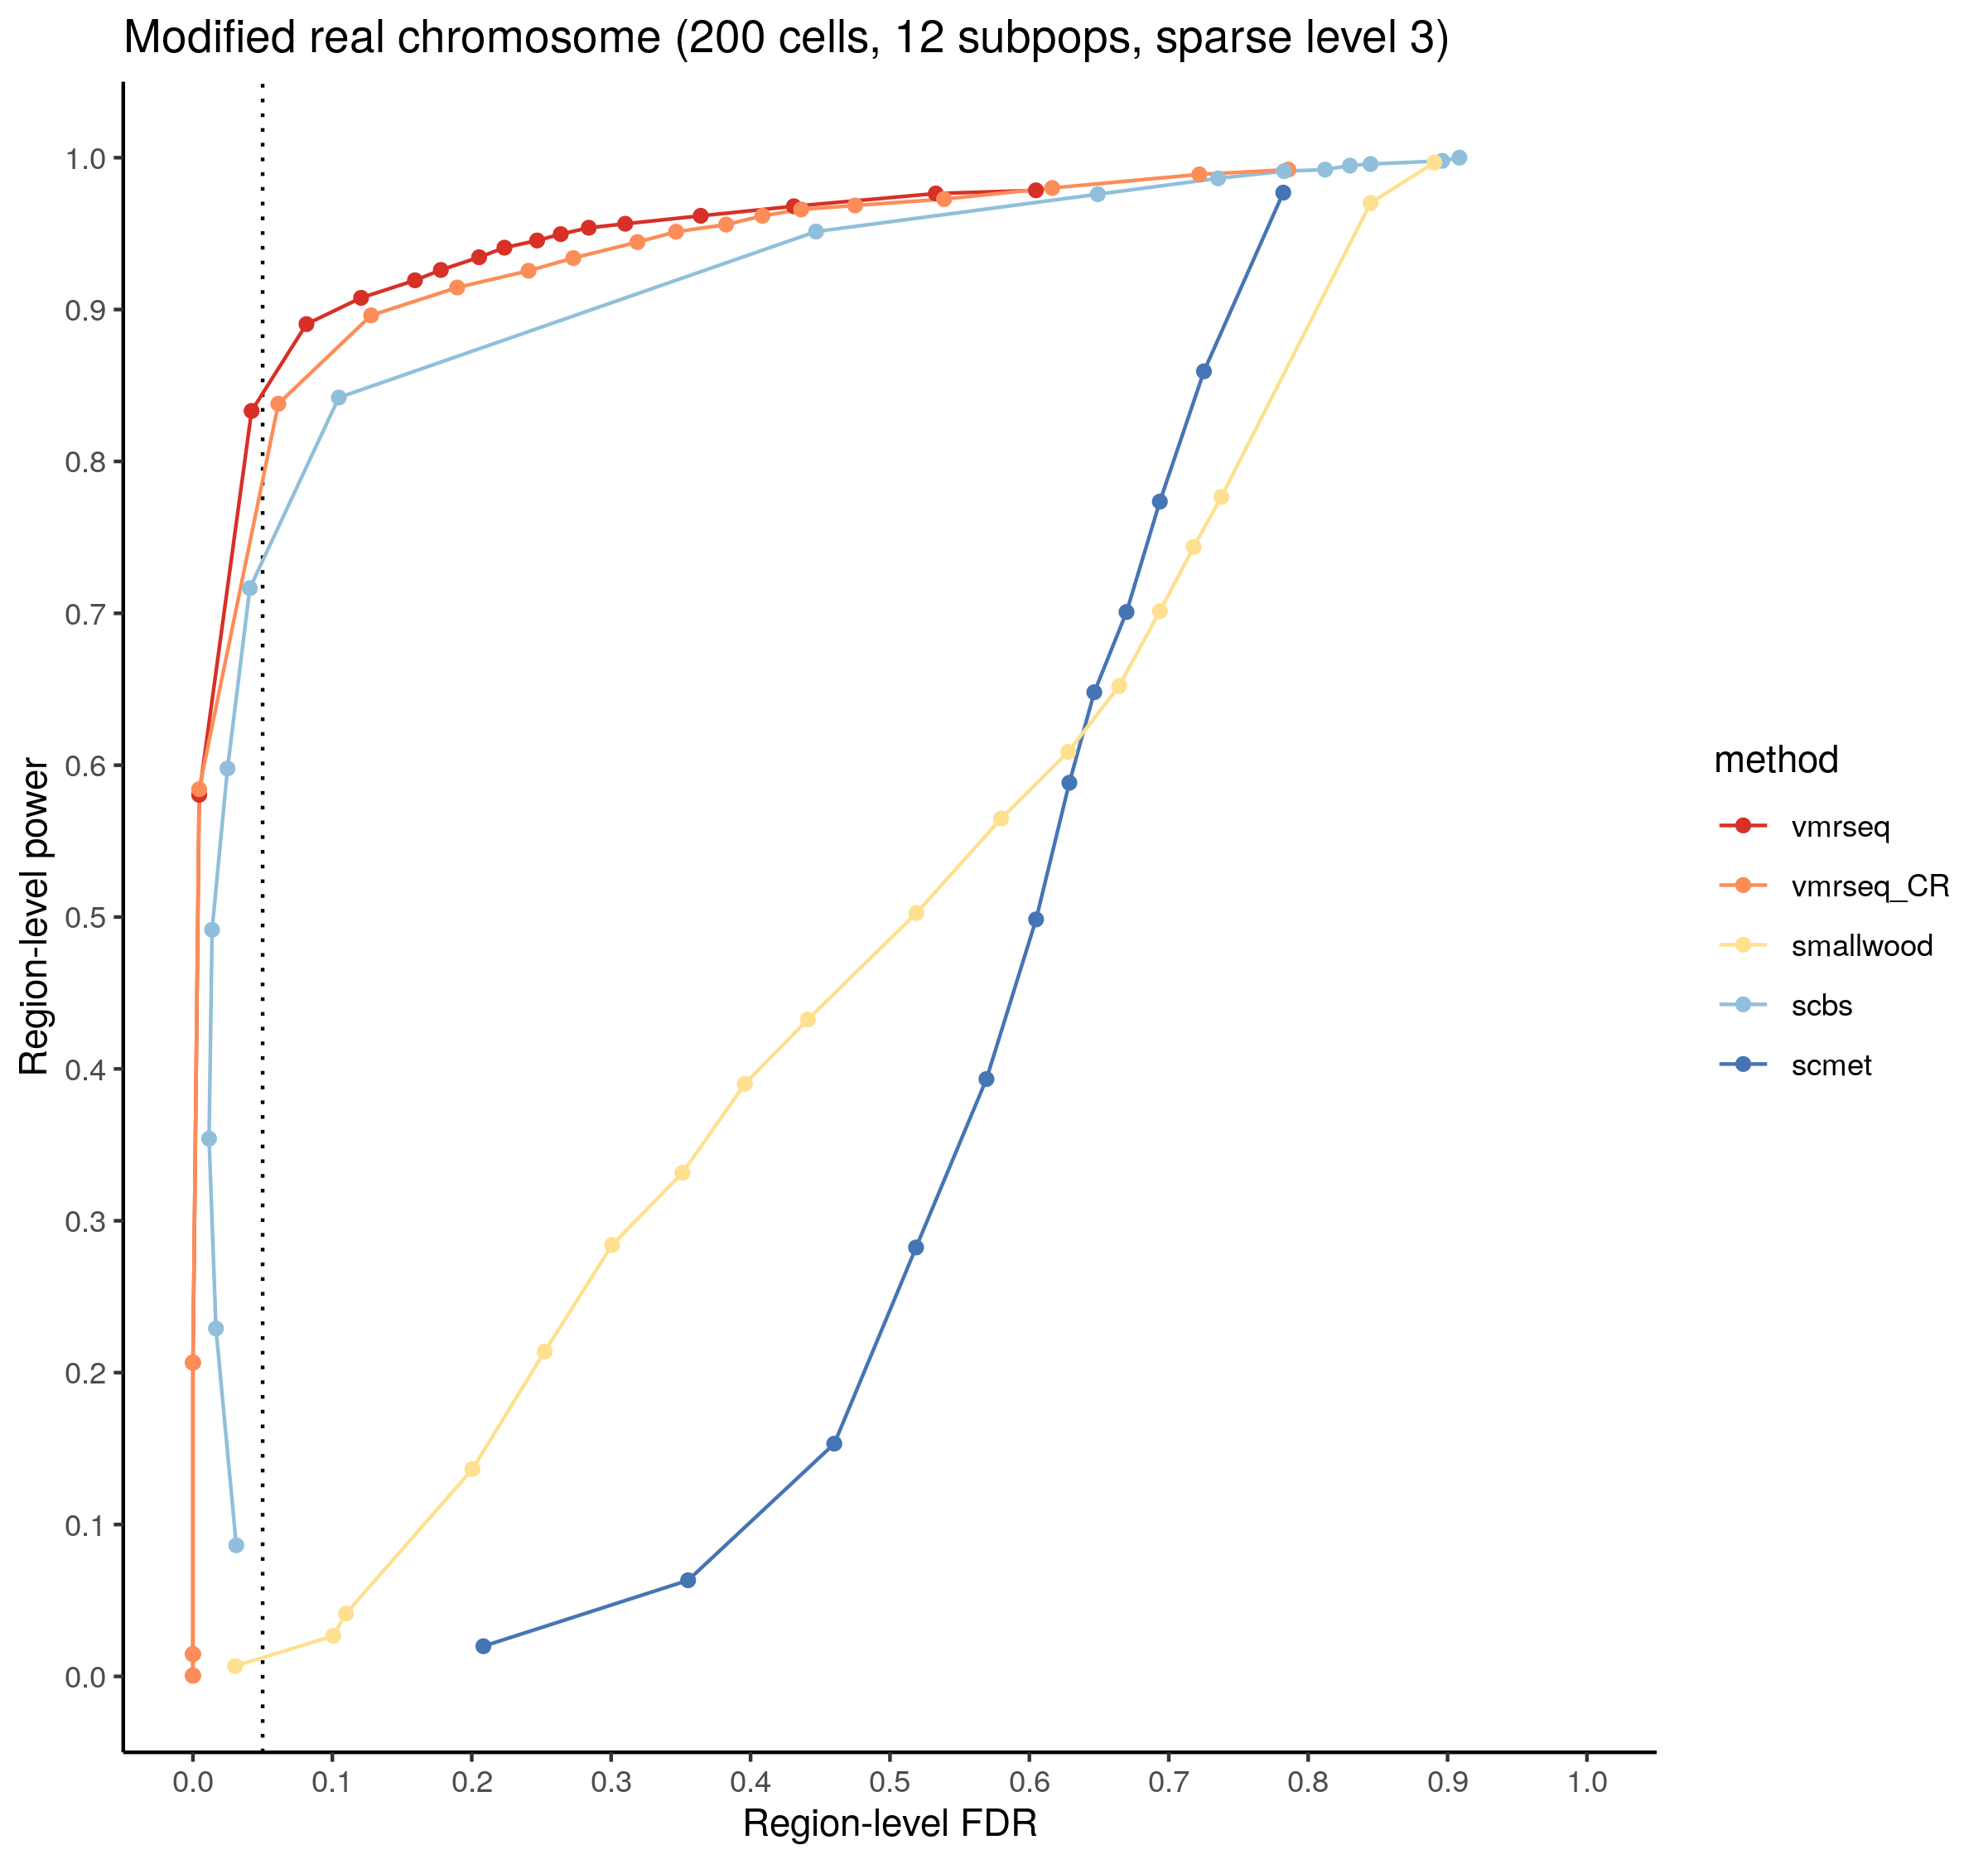 Modified real chromosome (200 cells, 12 subpops, sparse level 3)
Region-level power
1.0
0.9
0.8
0.7
0.6
0.5
0.4
0.3
0.2
0.1
0.0
0.0 0.1 0.2 0.3 0.4 0.5 0.6 0.7 0.8 0.9 1.0
Region-level FDR
method
vmrseq
vmrseq_CR
smallwood
scbs
scmet